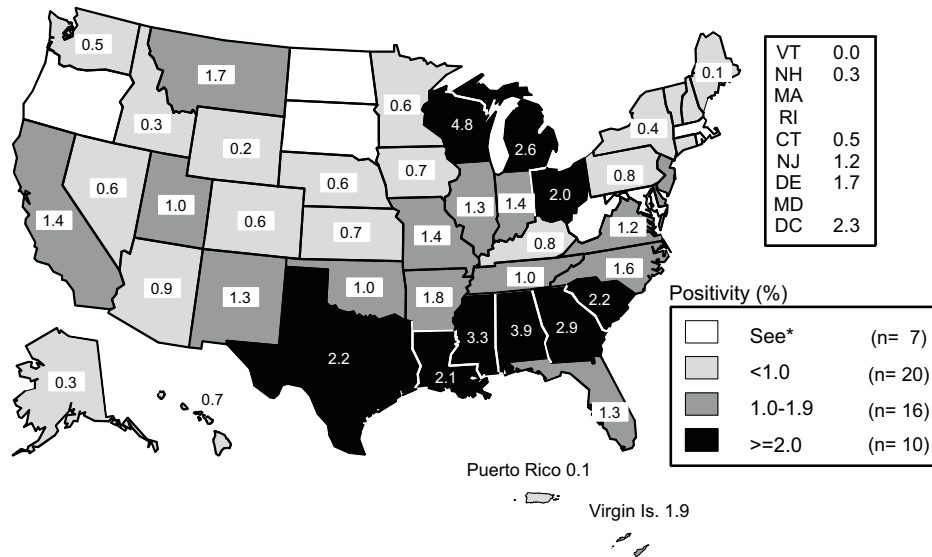 VT 0.0
NH 0.3
MA
RI
CT 0.5
NJ 1.2
DE 1.7
MD
DC 2.3
0.5
1.7
0.6
0.1
0.3
4.8
0.4
0.2
2.6
0.7
0.8
0.6
0.6
1.0
2.0
1.4
0.6
1.3
1.4
0.7
1.4
0.8
1.2
0.9
1.3
1.0
1.8
1.0
1.6
2.2
3.3
3.9
2.9
2.2
2.1
1.3
0.3
0.7
Positivity (%)
See* (n= 7)
<1.0 (n= 20)
1.0-1.9 (n= 16)
>=2.0 (n= 10)
Puerto Rico 0.1
Virgin Is. 1.9